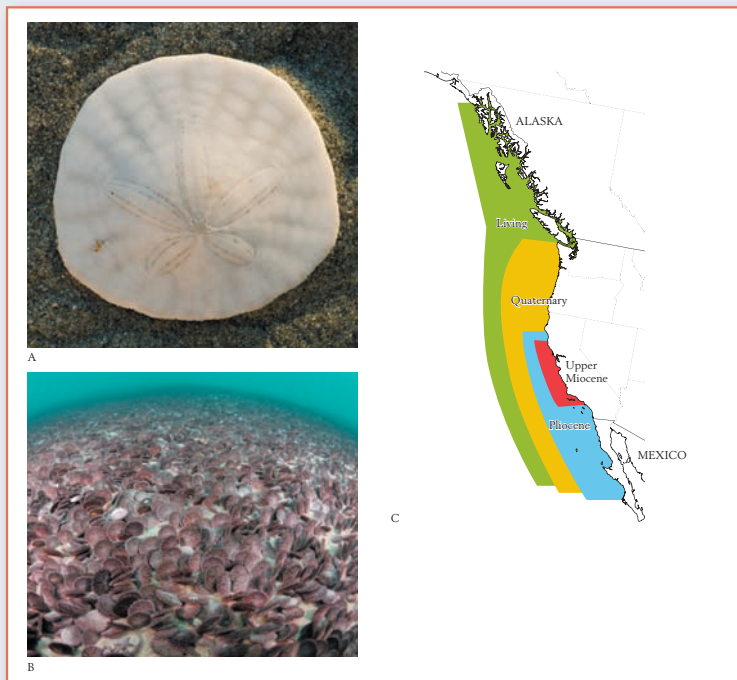 A
B
ALASKA
Living
Quaternary
Upper
Miocene
Pliocene
MEXICO
C